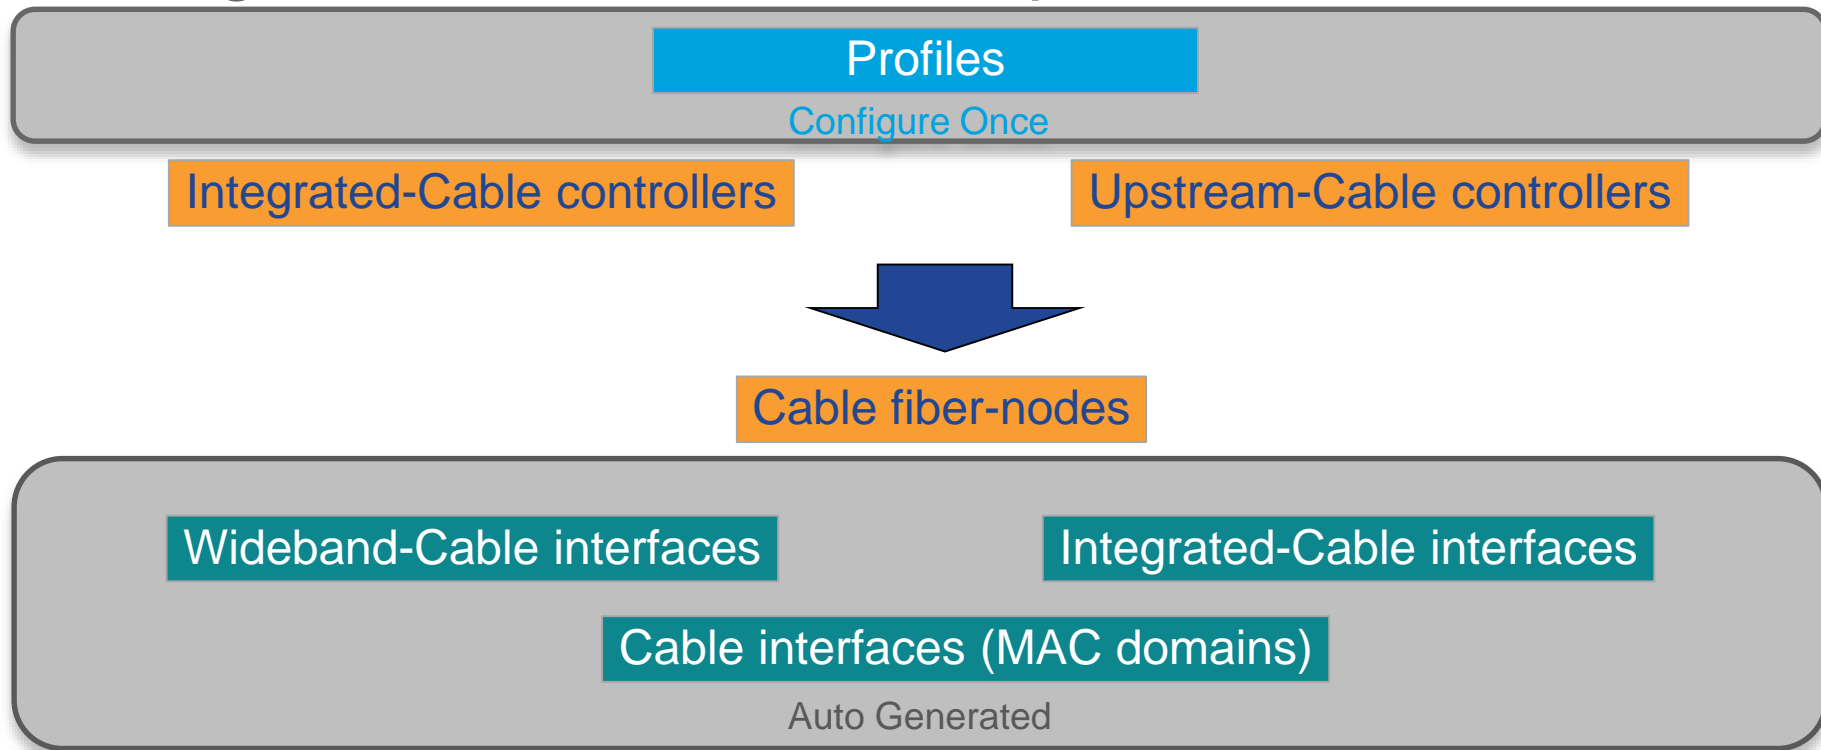 Profiles
Configure Once
Integrated-Cable controllers
Upstream-Cable controllers
Cable fiber-nodes
Wideband-Cable interfaces
Integrated-Cable interfaces
Cable interfaces (MAC domains)
Auto Generated